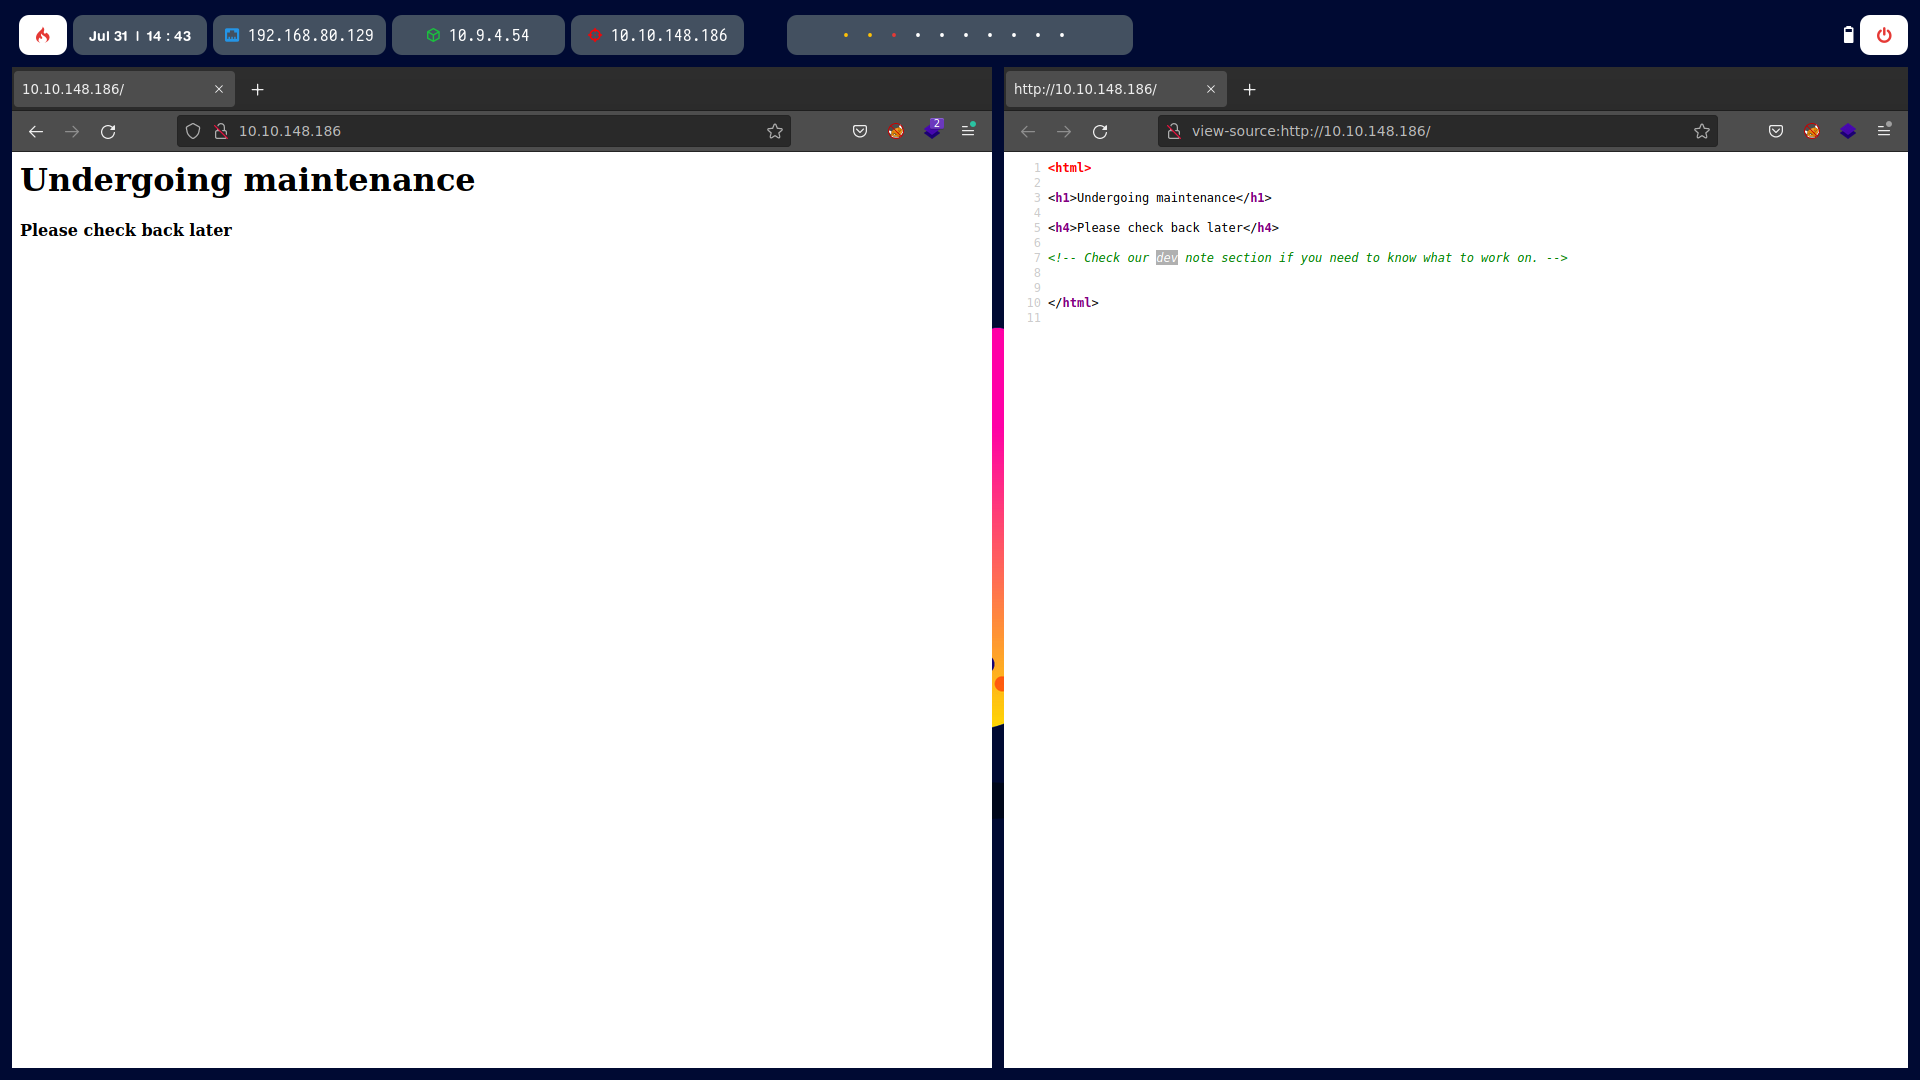 Jul 31 | 14 : 43 192.168.80.129 10.9.4.54 10.10.148.186
10.10.148.186/
10.10.148.186
2
Undergoing maintenance
Please check back later
http://10.10.148.186/
view-source:http://10.10.148.186/
1 <html>
2
3 <h1>Undergoing maintenance</h1>
4
5 <h4>Please check back later</h4>
6
7 <!-- Check our dev note section if you need to know what to work on. -->
8
9
10 </html>
11